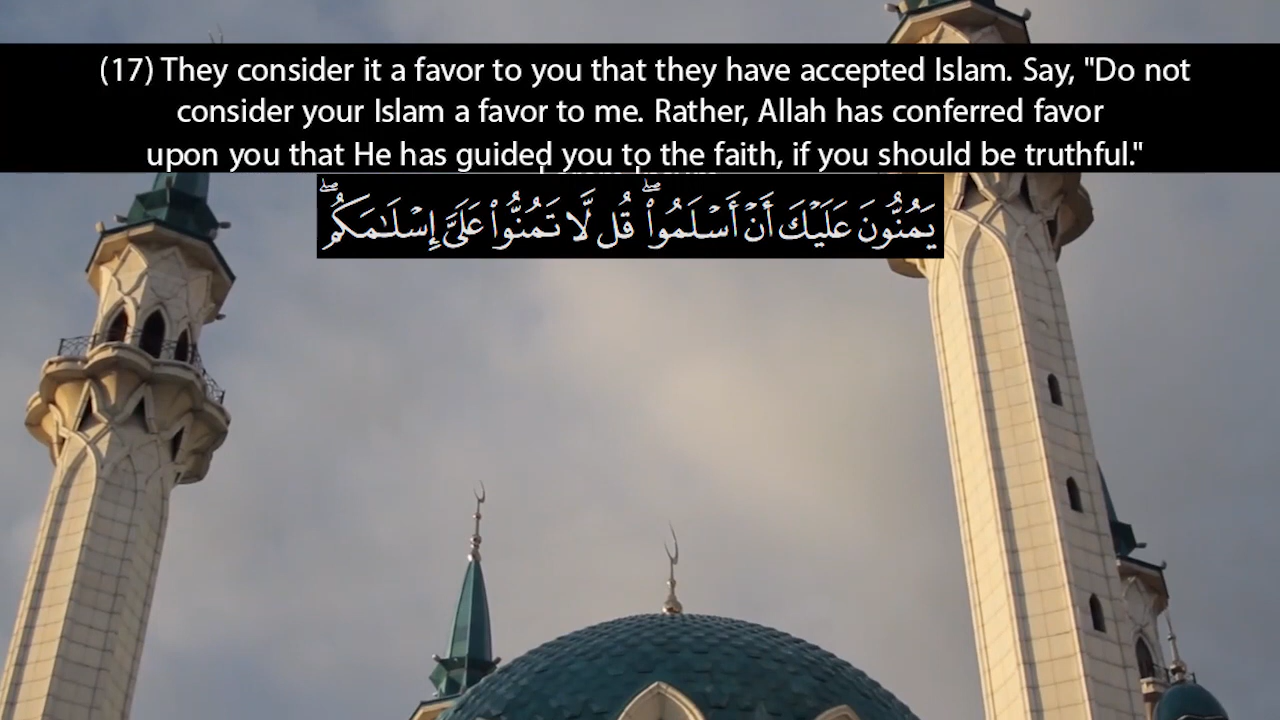 (17) They consider it a favor to you that they have accepted Islam. Say, "Do not
consider your Islam a favor to me. Rather, Allah has conferred favor
upon you that He has guided you to the faith, if you should be truthful."
يَمُنُّونَ عَلَيْكَ أَنْ أَسْلَمُوا۟ ۖ قُل لَّا تَمُنُّوا۟ عَلَىَّ إِسْلَـٰمَكُم ۖ